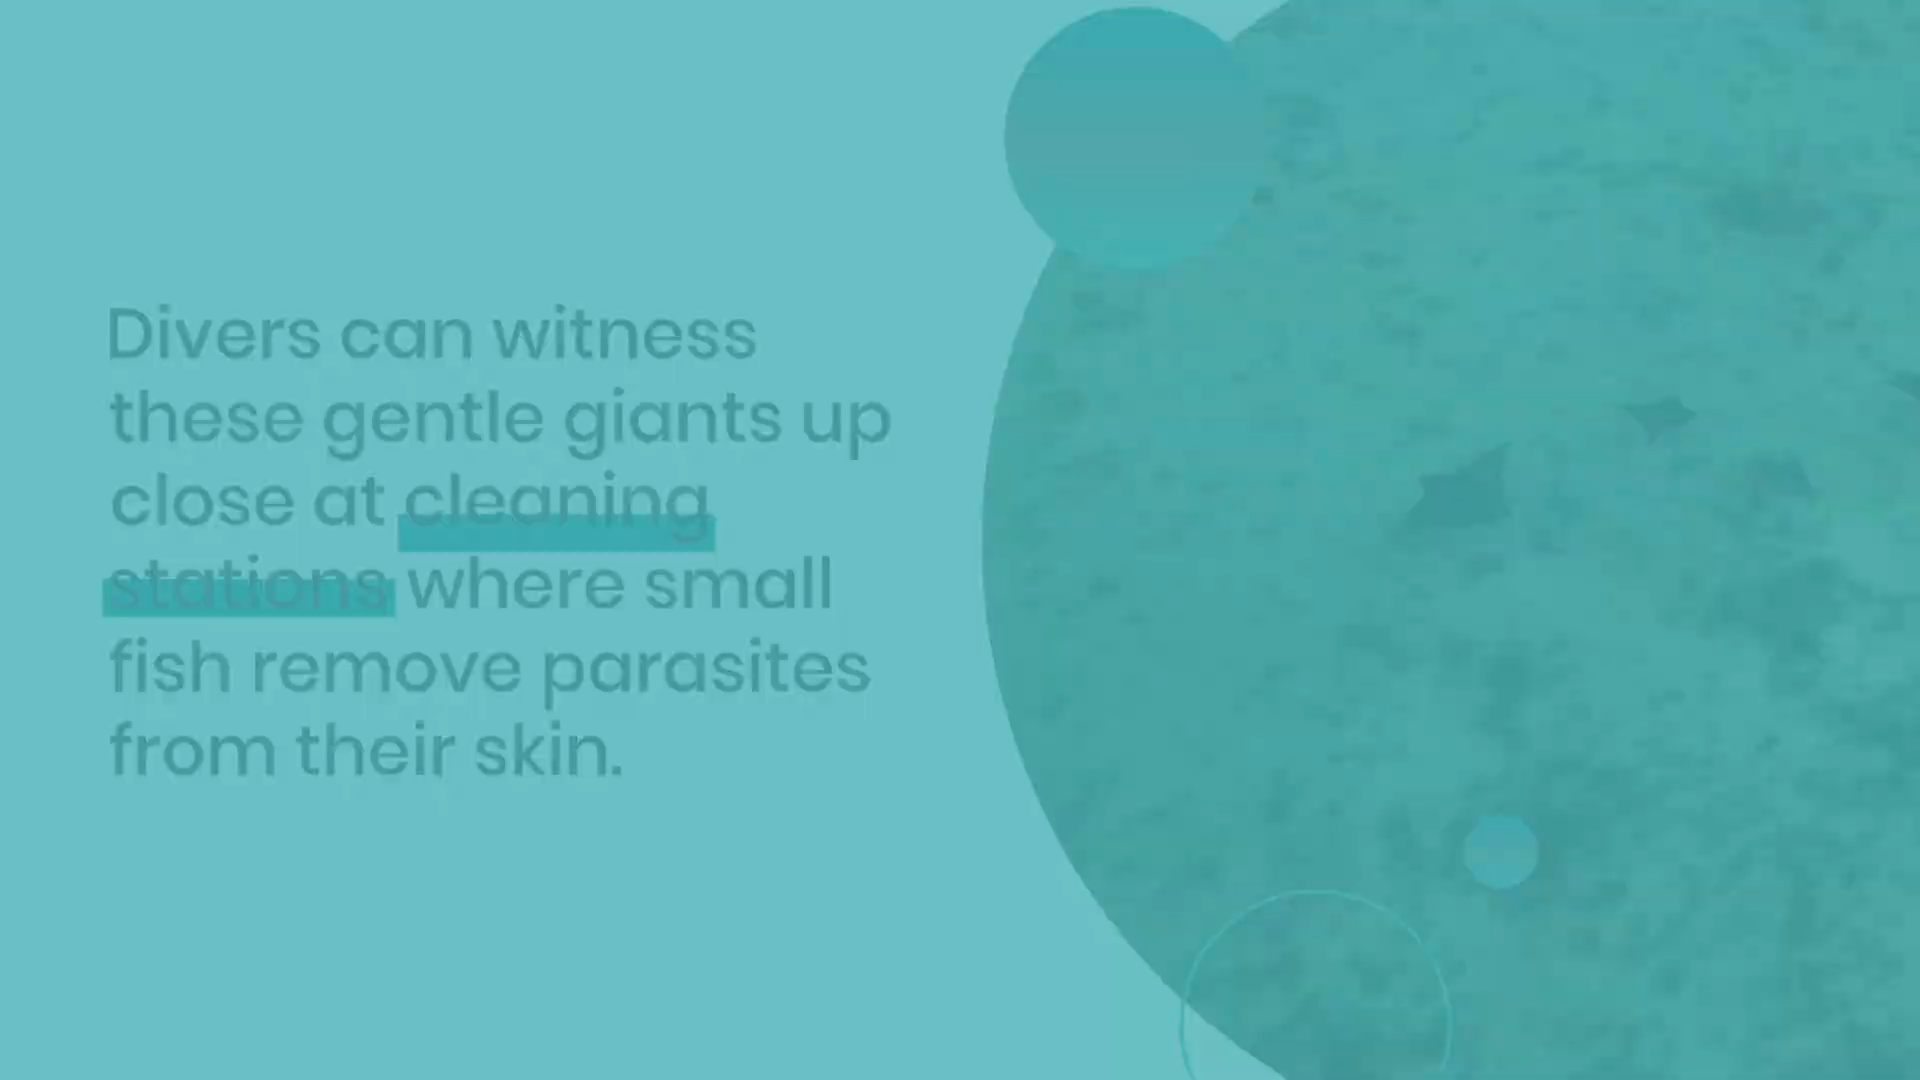 Divers can witness
these gentle giants up
close at cleaning
stations where small
fish remove parasites
from their skin.